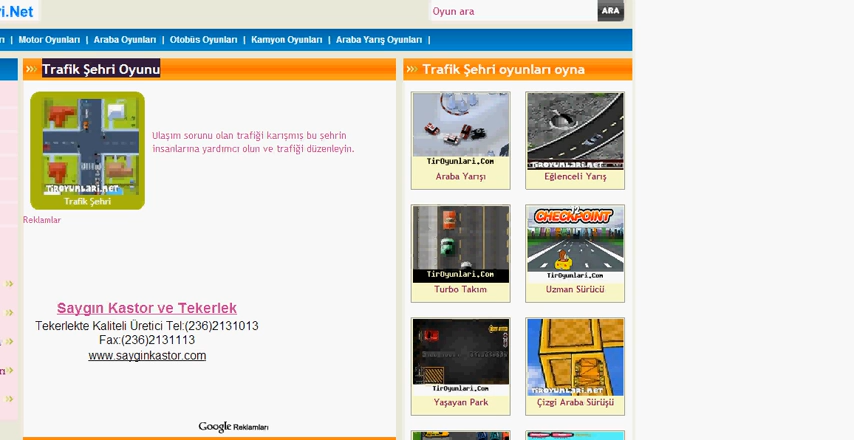 i.Net
Oyun ara
ARA
rı | Motor Oyunları | Araba Oyunları | Otobüs Oyunları | Kamyon Oyunları | Araba Yarış Oyunları |
Trafik Şehri Oyunu
TIROYUNLARI.NET
Trafik Şehri
Ulaşım sorunu olan trafiği karışmış bu şehrin
insanlarına yardımcı olun ve trafiği düzenleyin.
Reklamlar
Saygın Kastor ve Tekerlek
Tekerlekte Kaliteli Üretici Tel:(236)2131013
Fax:(236)2131113
www.sayginkastor.com
Google Reklamları
Trafik Şehri oyunları oyna
TirOyunlari.Com
Araba Yarışı
TIROYUNLARI.NET
Eğlenceli Yarış
TirOyunlari.Com
Turbo Takım
CHECKPOINT
TirOyunlari.Com
Uzman Sürücü
TirOyunlari.Com
Yaşayan Park
TIROYUNLARI.NET
Çizgi Araba Sürüşü